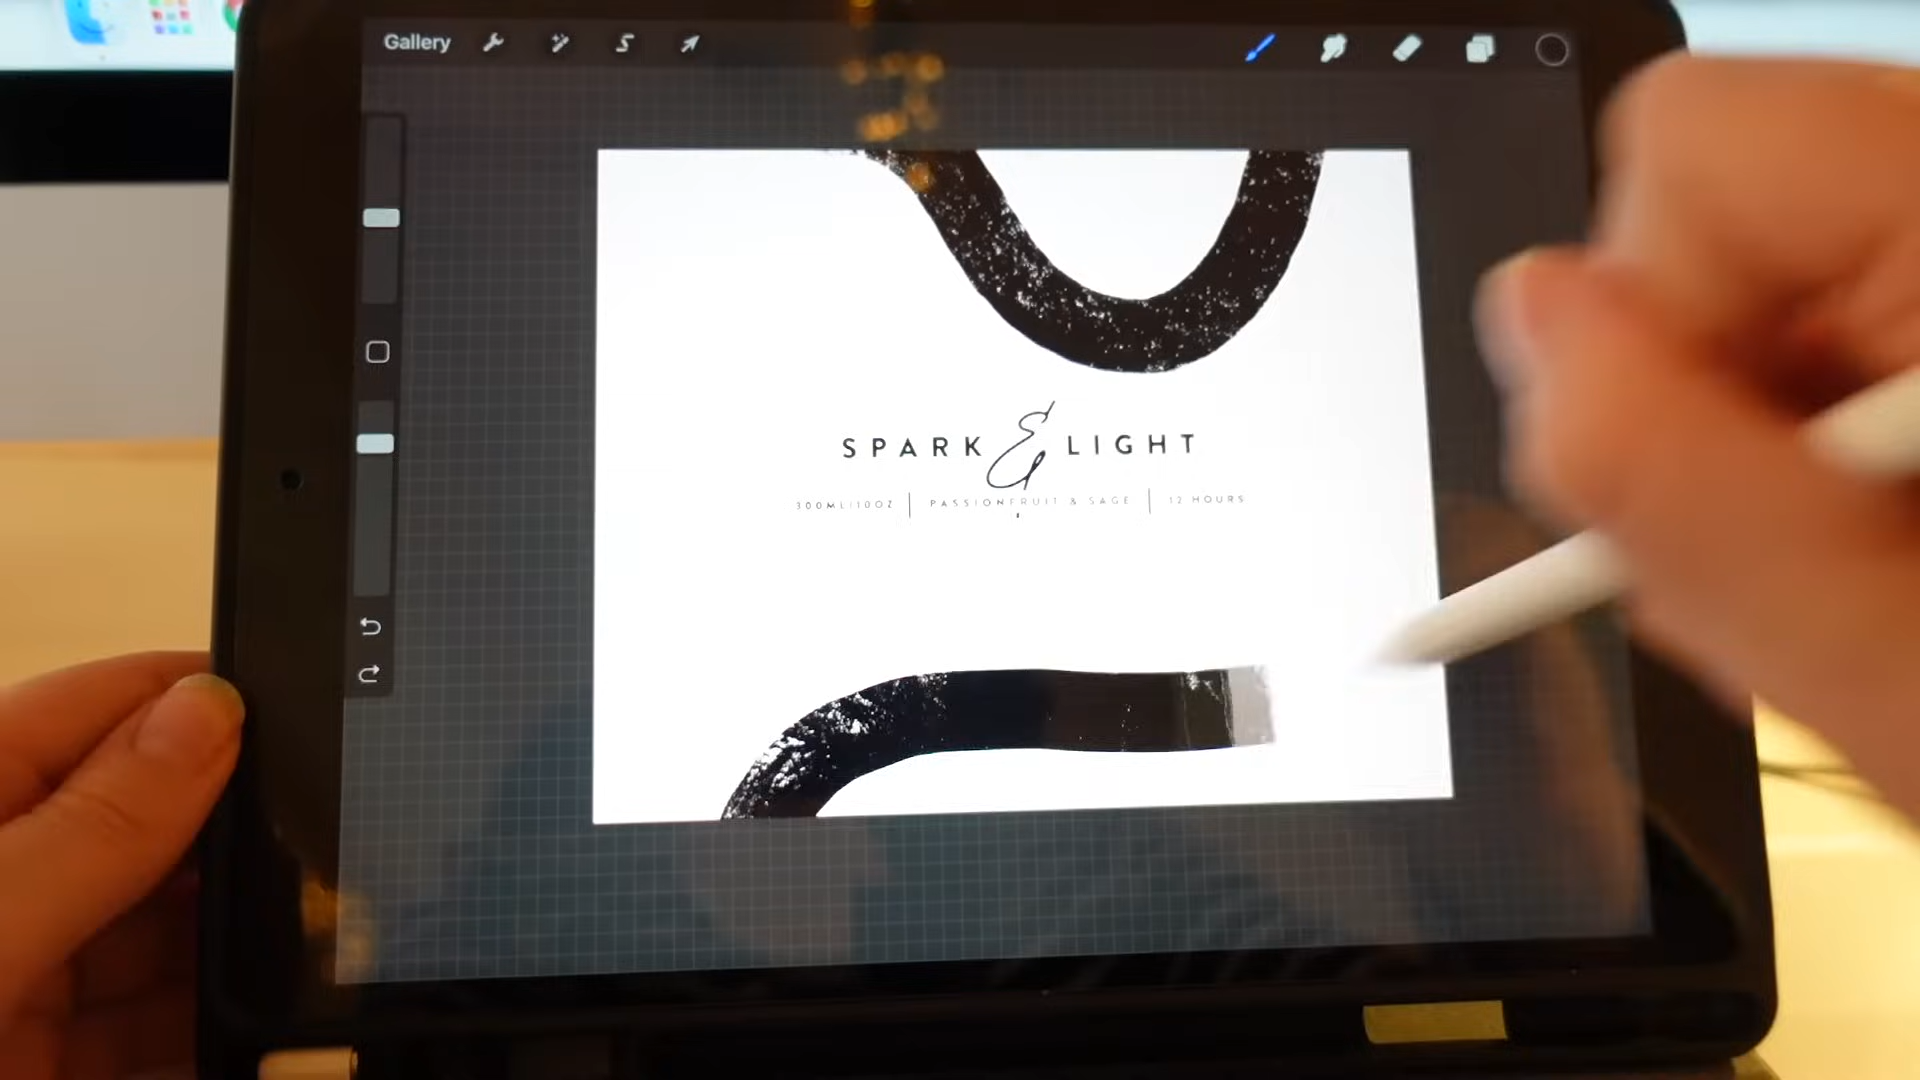 Gallery
SPARK & LIGHT
300ML|10OZ | PASSIONFRUIT & SAGE | 12 HOURS